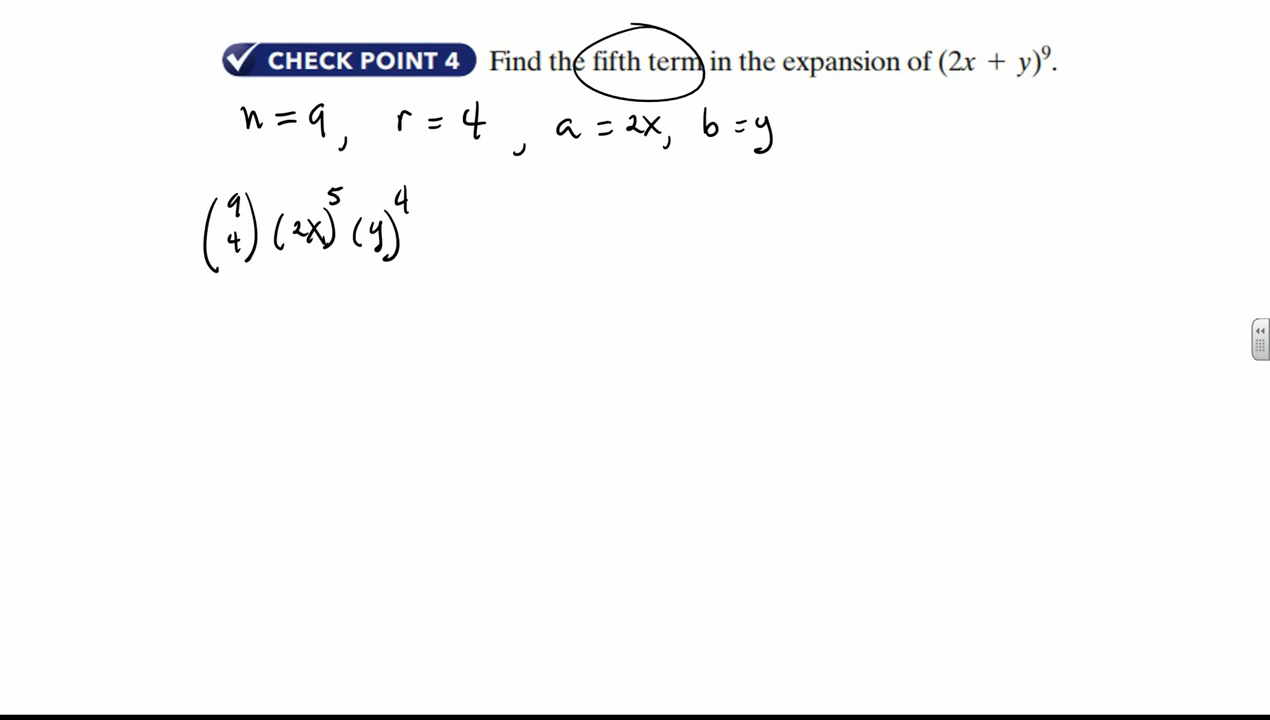 CHECK POINT 4 Find the fifth term in the expansion of (2x + y)⁹.
n = 9, r = 4, a = 2x, b = y
(9 4) (2x)⁵ (y)⁴